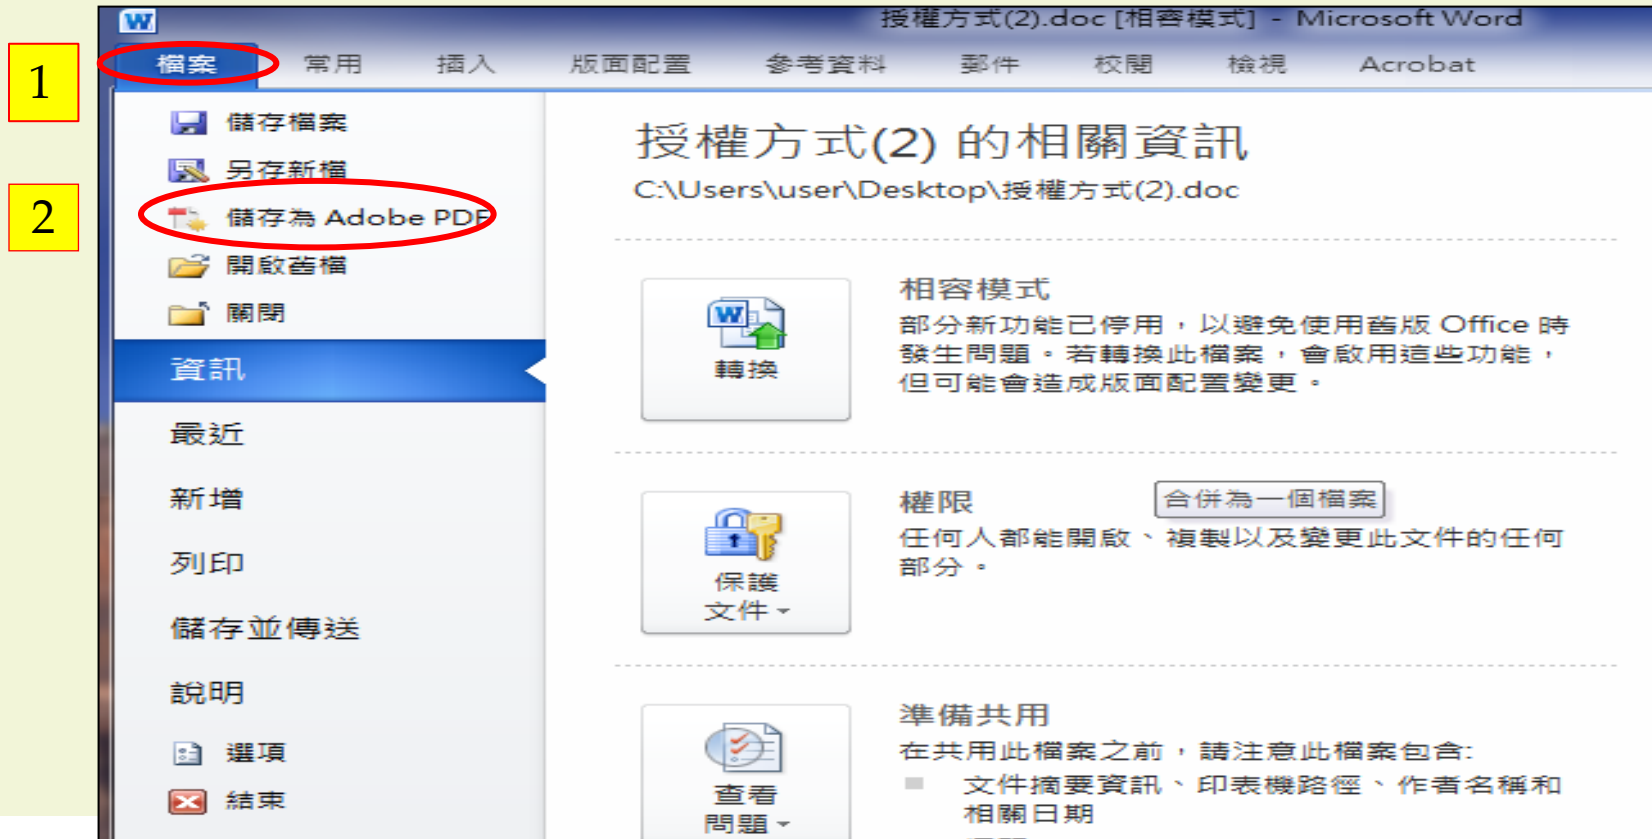 授權方式(2).doc [相容模式] - Microsoft Word
1
檔案 常用 插入 版面配置 參考資料 郵件 校閱 檢視 Acrobat
儲存檔案
另存新檔
2
儲存為 Adobe PDF
開啟舊檔
關閉
資訊
最近
新增
列印
儲存並傳送
說明
選項
結束
授權方式(2) 的相關資訊
C:\Users\user\Desktop\授權方式(2).doc
轉換
相容模式
部分新功能已停用，以避免使用舊版 Office 時
發生問題。若轉換此檔案，會啟用這些功能，
但可能會造成版面配置變更。
保護
文件
權限
合併為一個檔案
任何人都能開啟、複製以及變更此文件的任何
部分。
查看
問題
準備共用
在共用此檔案之前，請注意此檔案包含:
文件摘要資訊、印表機路徑、作者名稱和
相關日期